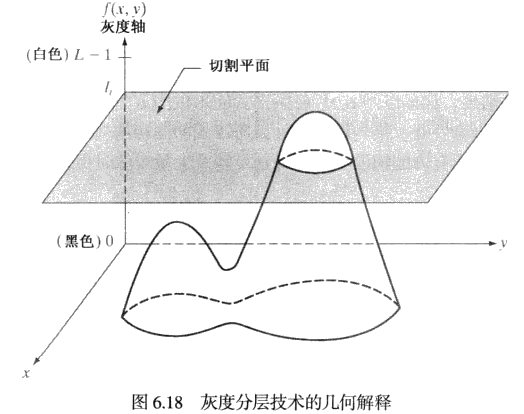 f(x, y)
灰度轴
(白色) L − 1
切割平面
l_i
(黑色) 0
y
x
图 6.18 灰度分层技术的几何解释